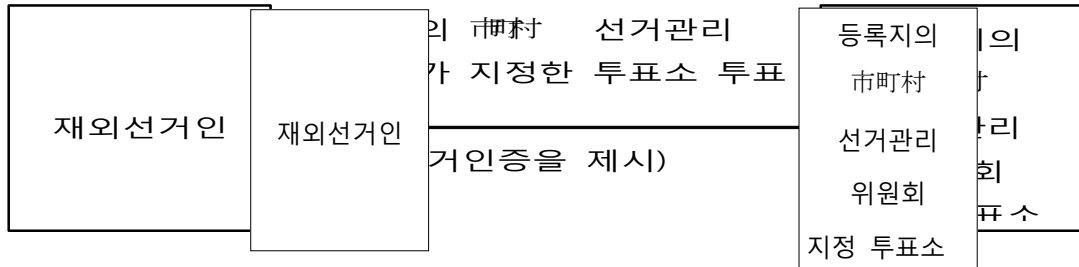 재외선거인
재외선거인
의 市町村 선거관리
가 지정한 투표소 투표
거인증을 제시)
등록지의
市町村
선거관리
위원회
지정 투표소
의
리
회